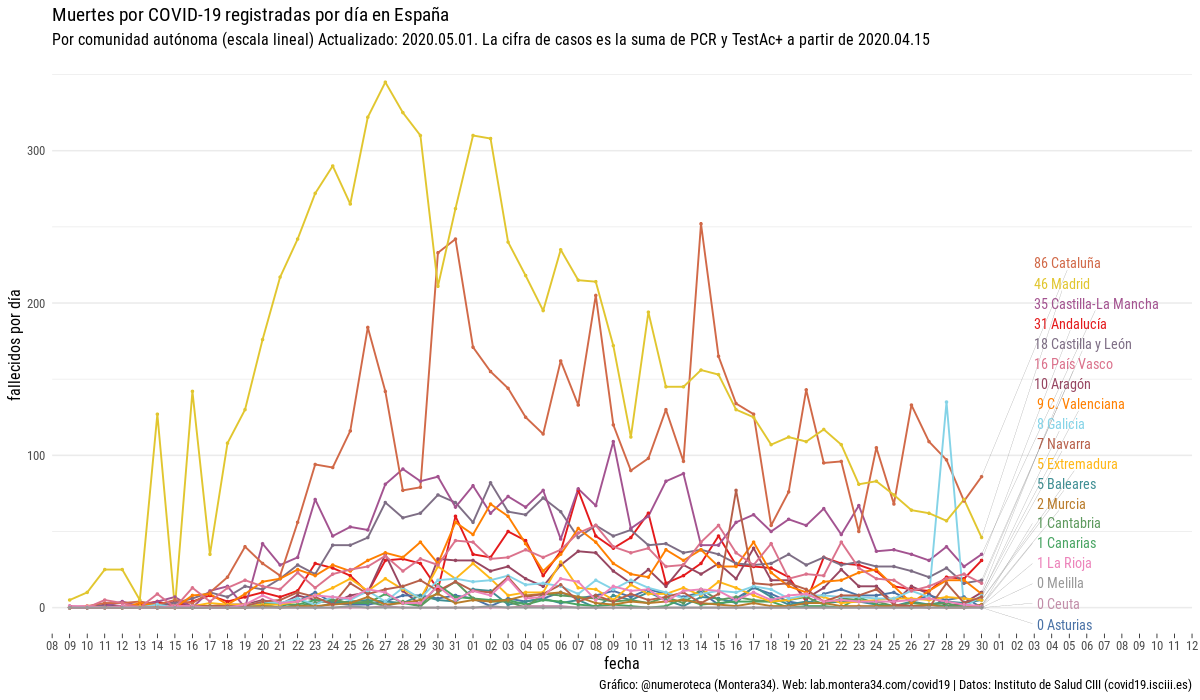 Muertes por COVID-19 registradas por día en España
Por comunidad autónoma (escala lineal) Actualizado: 2020.05.01. La cifra de casos es la suma de PCR y TestAc+ a partir de 2020.04.15
fallecidos por día
300
200
100
0
86 Cataluña
46 Madrid
35 Castilla-La Mancha
31 Andalucía
18 Castilla y León
16 País Vasco
10 Aragón
9 C. Valenciana
8 Galicia
7 Navarra
5 Extremadura
5 Baleares
2 Murcia
1 Cantabria
1 Canarias
1 La Rioja
0 Melilla
0 Ceuta
0 Asturias
08 09 10 11 12 13 14 15 16 17 18 19 20 21 22 23 24 25 26 27 28 29 30 31 01 02 03 04 05 06 07 08 09 10 11 12 13 14 15 16 17 18 19 20 21 22 23 24 25 26 27 28 29 30 01 02 03 04 05 06 07 08 09 10 11 12
fecha
Gráfico: @numeroteca (Montera34). Web: lab.montera34.com/covid19 | Datos: Instituto de Salud CIII (covid19.isciii.es)